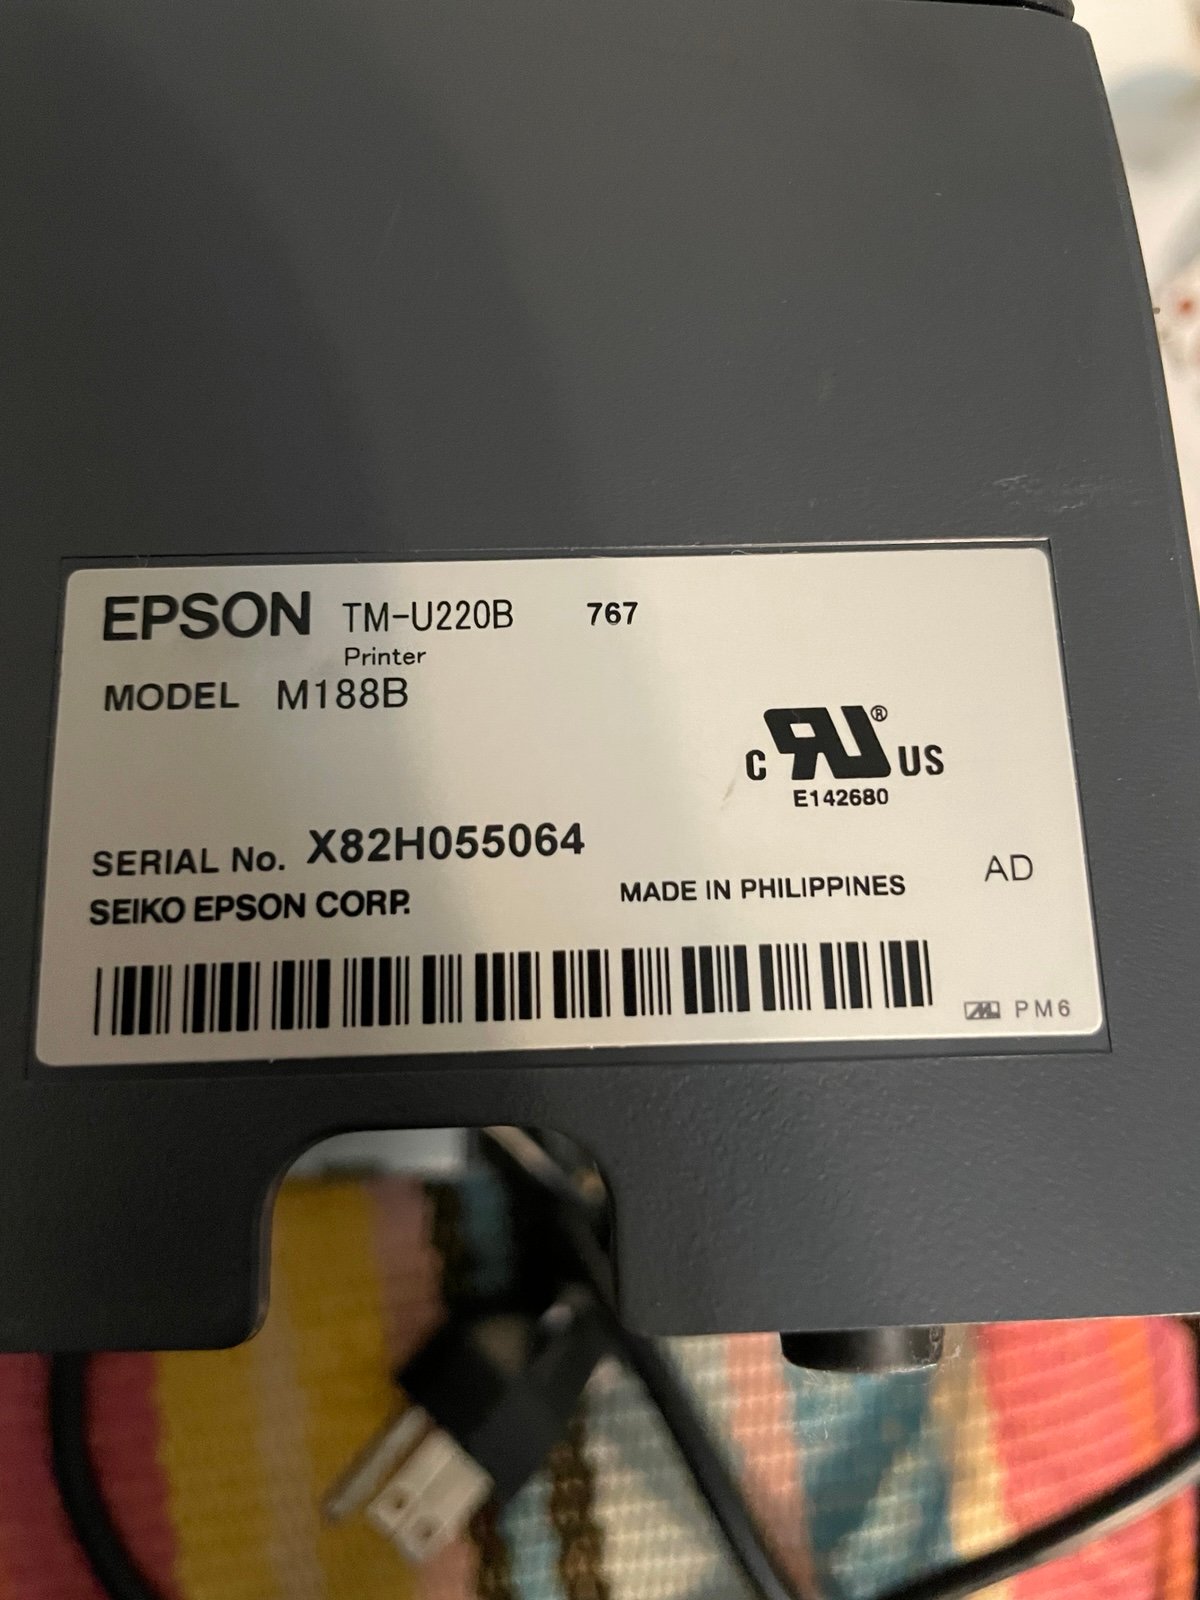 EPSON TM-U220B 767
Printer
MODEL M188B
C RU® US
E142680
SERIAL No. X82H055064
SEIKO EPSON CORP. MADE IN PHILIPPINES AD
PM6